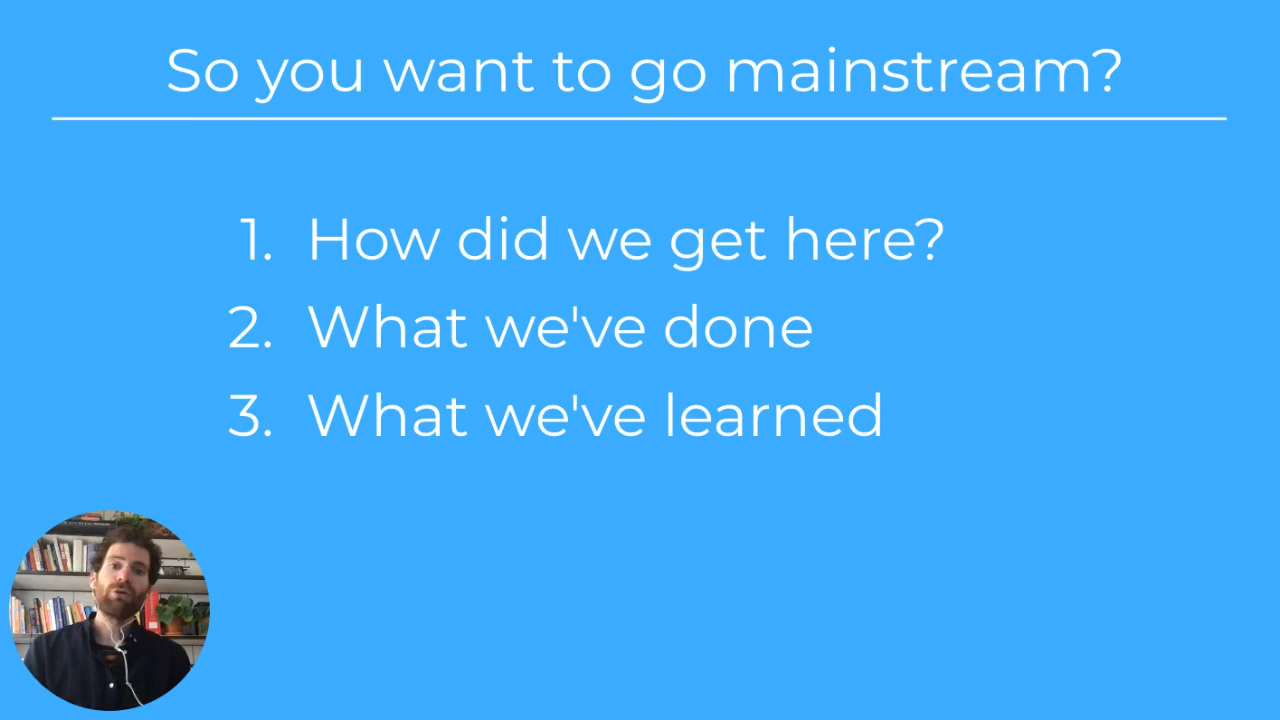 So you want to go mainstream?
1. How did we get here?
2. What we've done
3. What we've learned